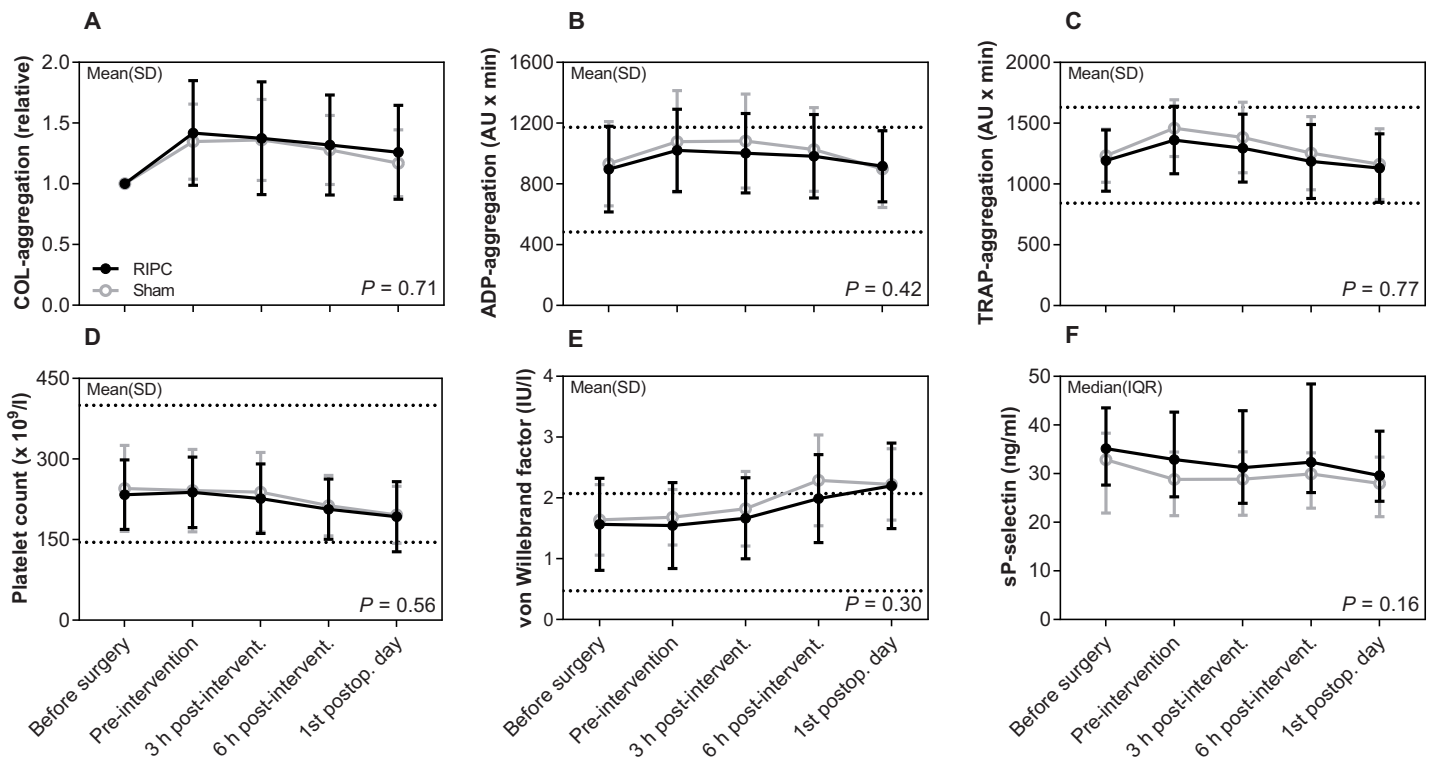 A
COL-aggregation (relative)
2.0
1.5
1.0
0.5
0.0
Mean(SD)
RIPC
Sham
P = 0.71
B
ADP-aggregation (AU x min)
1600
1200
800
400
0
Mean(SD)
P = 0.42
C
TRAP-aggregation (AU x min)
2000
1500
1000
500
0
Mean(SD)
P = 0.77
D
Platelet count (x 10⁹/l)
450
300
150
0
Mean(SD)
P = 0.56
Before surgery
Pre-intervention
3 h post-intervent.
6 h post-intervent.
1st postop. day
E
von Willebrand factor (IU/l)
4
3
2
1
0
Mean(SD)
P = 0.30
Before surgery
Pre-intervention
3 h post-intervent.
6 h post-intervent.
1st postop. day
F
sP-selectin (ng/ml)
50
40
30
20
10
0
Median(IQR)
P = 0.16
Before surgery
Pre-intervention
3 h post-intervent.
6 h post-intervent.
1st postop. day